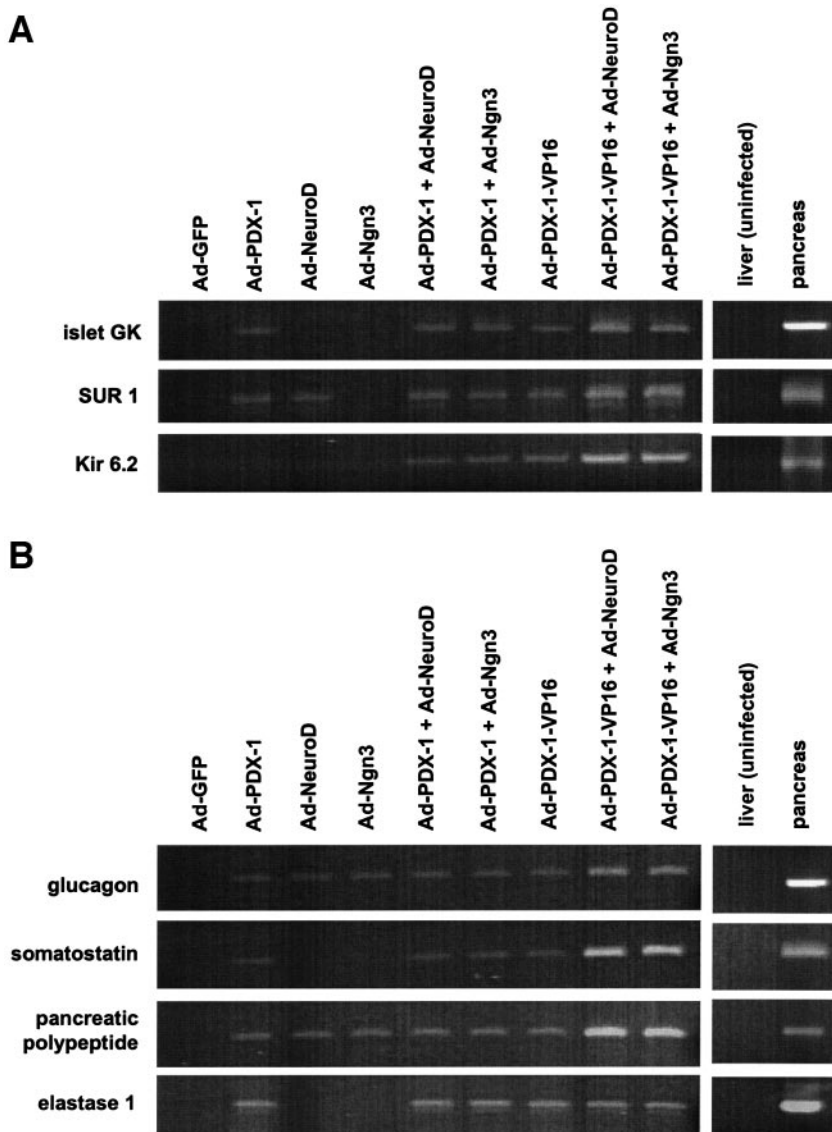 A
Ad-GFP
Ad-PDX-1
Ad-NeuroD
Ad-Ngn3
Ad-PDX-1 + Ad-NeuroD
Ad-PDX-1 + Ad-Ngn3
Ad-PDX-1-VP16
Ad-PDX-1-VP16 + Ad-NeuroD
Ad-PDX-1-VP16 + Ad-Ngn3
liver (uninfected)
pancreas
islet GK
SUR 1
Kir 6.2
B
Ad-GFP
Ad-PDX-1
Ad-NeuroD
Ad-Ngn3
Ad-PDX-1 + Ad-NeuroD
Ad-PDX-1 + Ad-Ngn3
Ad-PDX-1-VP16
Ad-PDX-1-VP16 + Ad-NeuroD
Ad-PDX-1-VP16 + Ad-Ngn3
liver (uninfected)
pancreas
glucagon
somatostatin
pancreatic
polypeptide
elastase 1